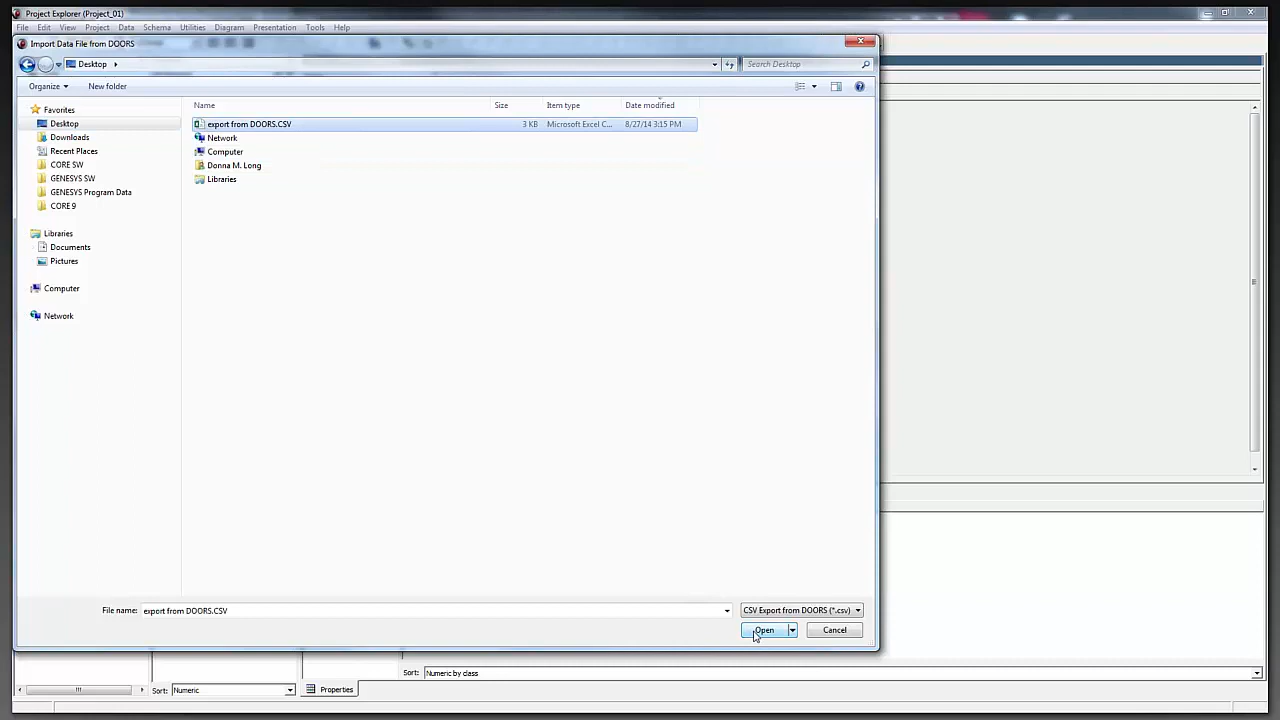 Project Explorer (Project_01)
File Edit View Project Data Schema Utilities Diagram Presentation Tools Help
Import Data File from DOORS
Desktop
Search Desktop
Organize New folder
Name Size Item type Date modified
Favorites
Desktop
Downloads
Recent Places
CORE SW
GENESYS SW
GENESYS Program Data
CORE 9
Libraries
Documents
Pictures
Computer
Network
export from DOORS.CSV 3 KB Microsoft Excel C... 8/27/14 3:15 PM
Network
Computer
Donna M. Long
Libraries
File name: export from DOORS.CSV CSV Export from DOORS (*.csv)
Open Cancel
Sort: Numeric by class
Sort: Numeric Properties